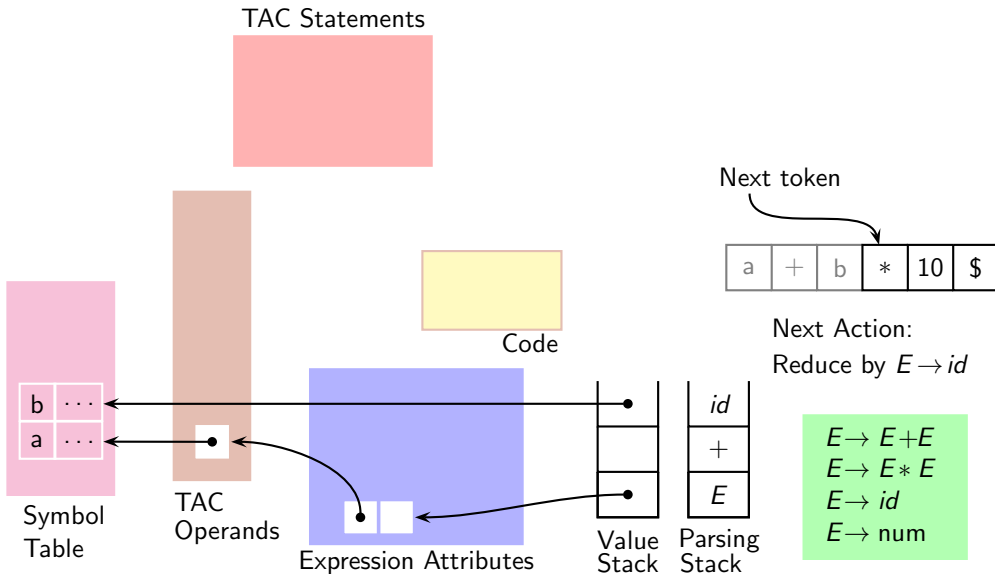 TAC Statements
Next token
a + b * 10 $
Code
Next Action:
Reduce by E → id
b ···
a ···
id
+
E
E → E + E
E → E * E
E → id
E → num
Symbol
Table
TAC
Operands
Expression Attributes
Value
Stack
Parsing
Stack